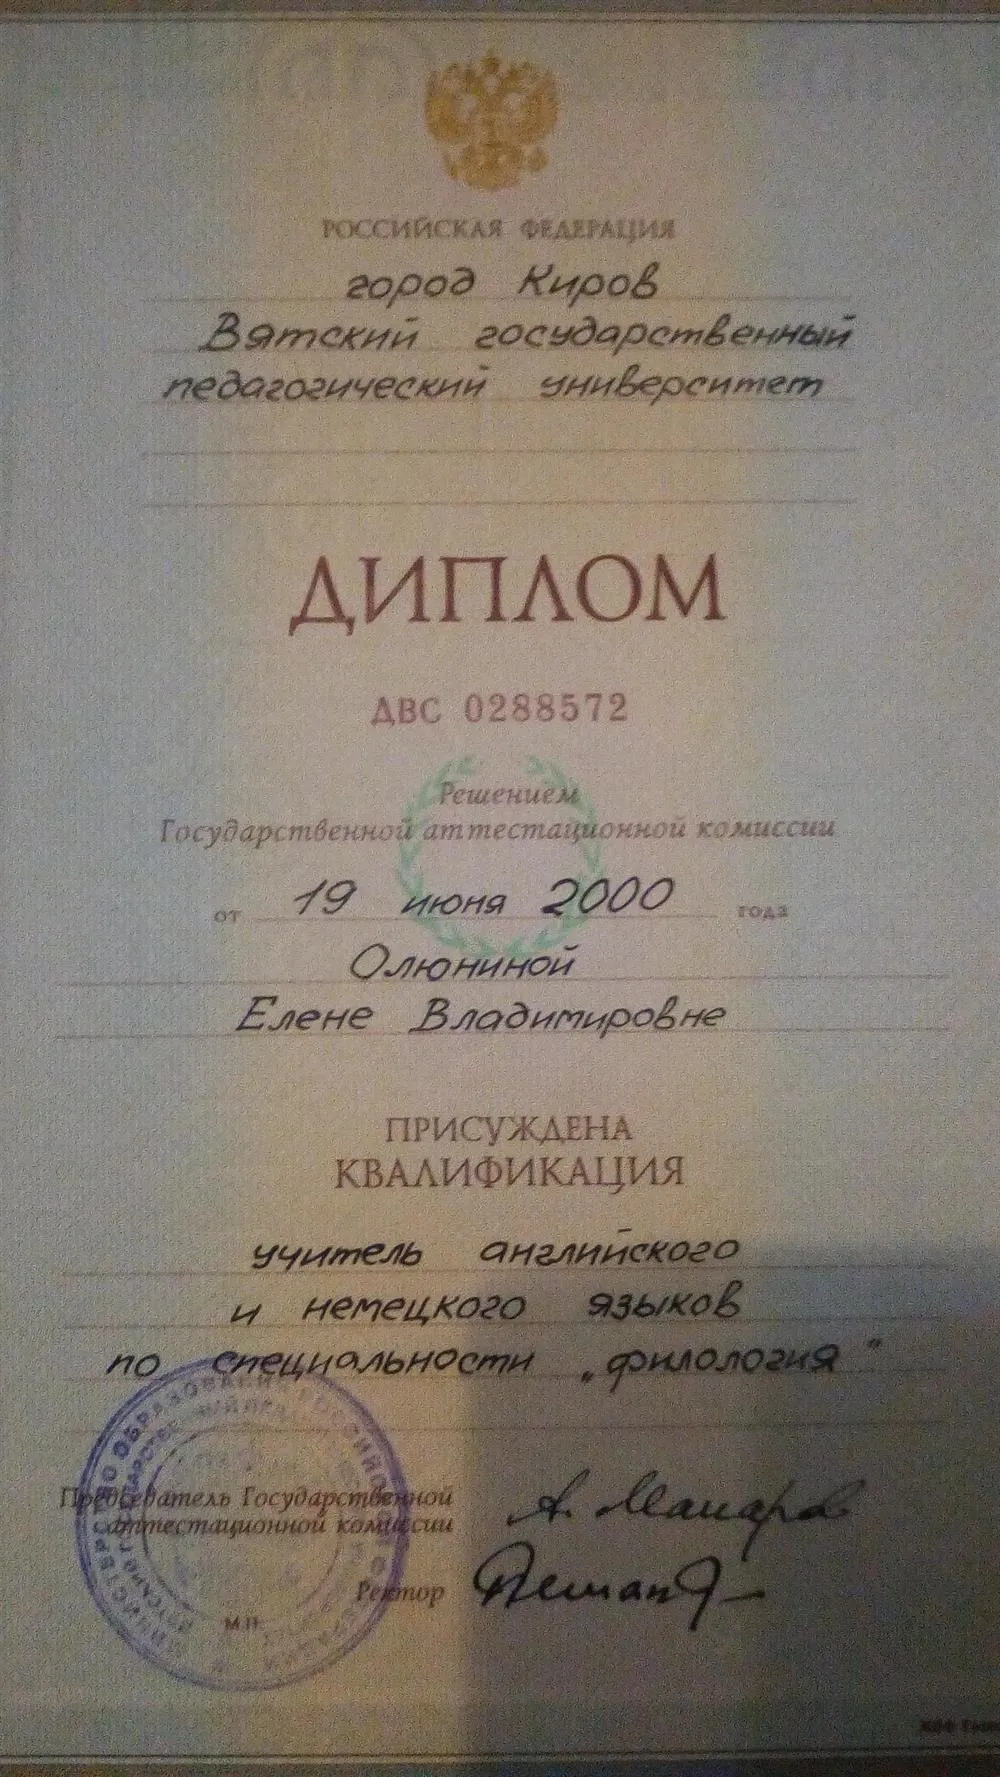 РОССИЙСКАЯ ФЕДЕРАЦИЯ
город Киров
Вятский государственный
педагогический университет
ДИПЛОМ
ДВС 0288572
Решением
Государственной аттестационной комиссии
от 19 июня 2000 года
Олюниной
Елене Владимировне
ПРИСУЖДЕНА
КВАЛИФИКАЦИЯ
учитель английского
и немецкого языков
по специальности „филология“
Председатель Государственной
аттестационной комиссии
Ректор
М.П.